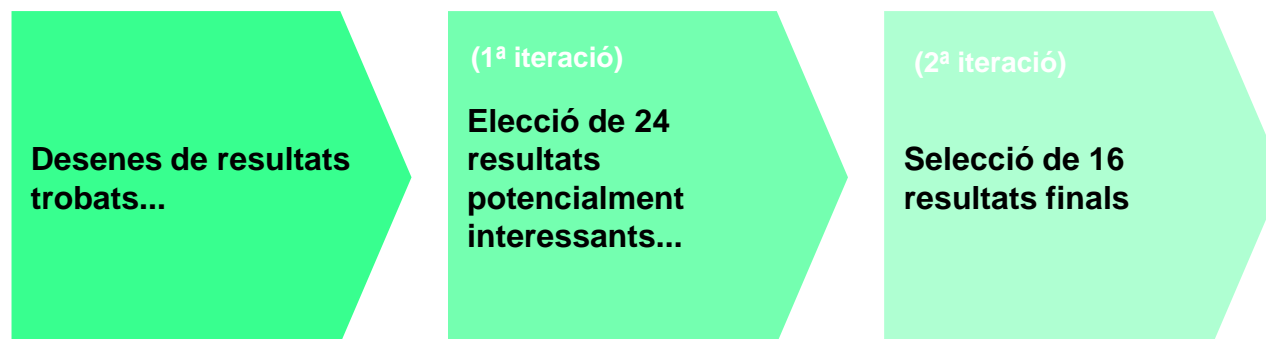 Desenes de resultats
trobats...
(1ª iteració)
Elecció de 24
resultats
potencialment
interessants...
(2ª iteració)
Selecció de 16
resultats finals